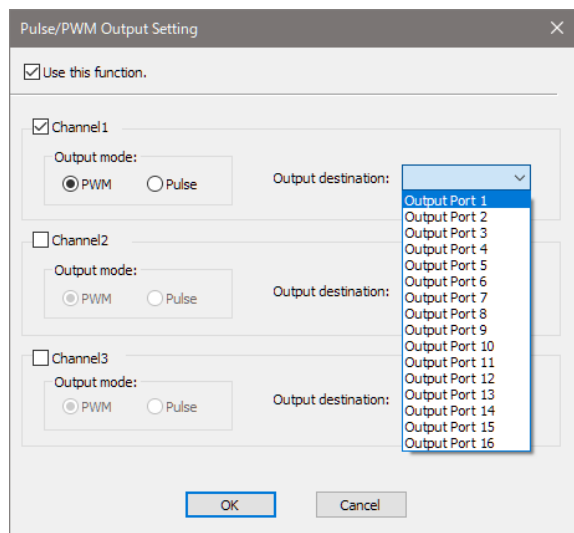 Pulse/PWM Output Setting
Use this function.
Channel1
Output mode:
PWM
Pulse
Output destination:
Output Port 1
Output Port 2
Output Port 3
Output Port 4
Output Port 5
Output Port 6
Output Port 7
Output Port 8
Output Port 9
Output Port 10
Output Port 11
Output Port 12
Output Port 13
Output Port 14
Output Port 15
Output Port 16
Channel2
Output mode:
PWM
Pulse
Output destination:
Channel3
Output mode:
PWM
Pulse
Output destination:
OK
Cancel